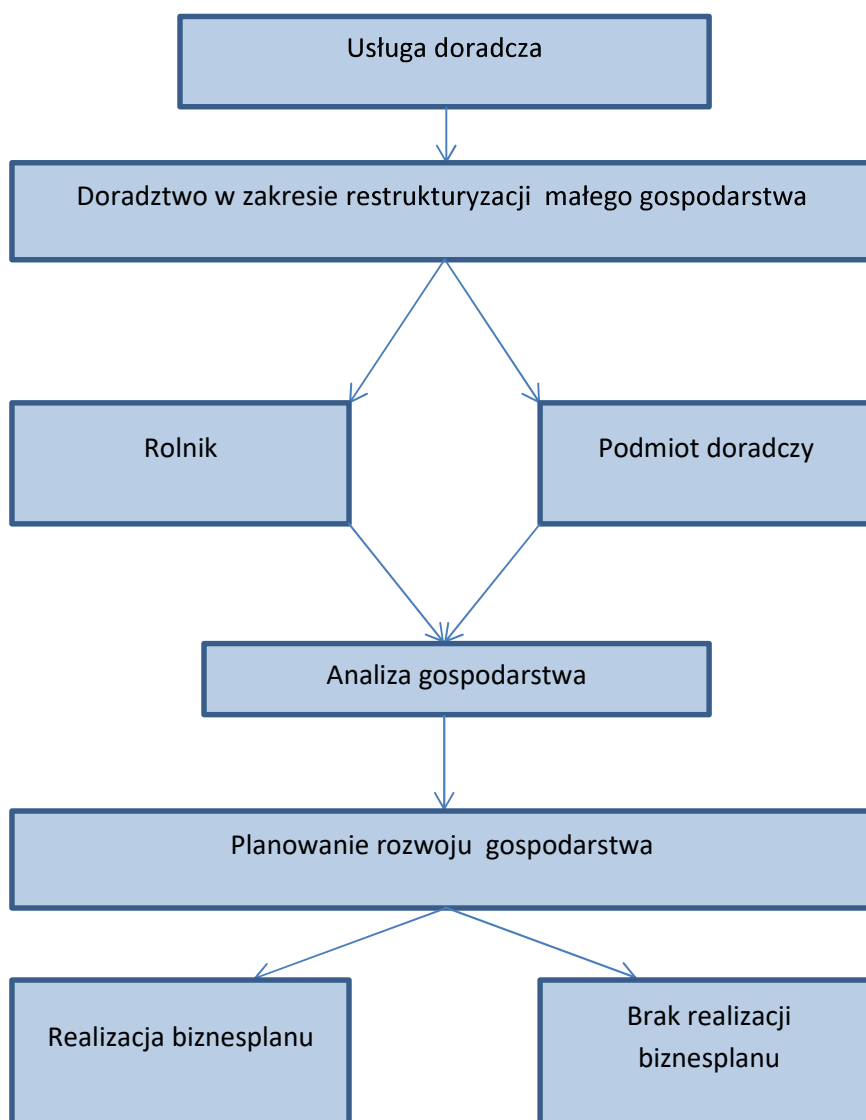 Usługa doradcza
Doradztwo w zakresie restrukturyzacji  małego gospodarstwa
Rolnik
Podmiot doradczy
Analiza gospodarstwa
Planowanie rozwoju  gospodarstwa
Realizacja biznesplanu
Brak realizacji
biznesplanu